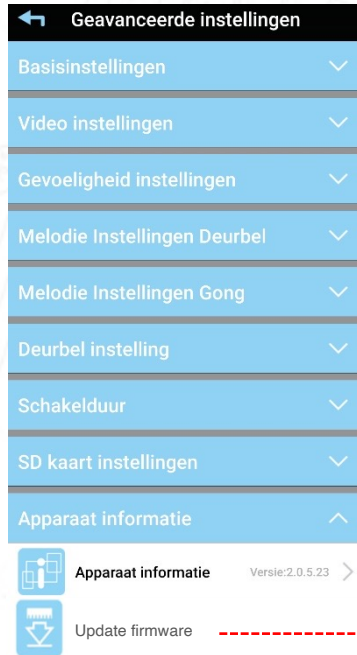 Geavanceerde instellingen
Basisinstellingen
Video instellingen
Gevoeligheid instellingen
Melodie Instellingen Deurbel
Melodie Instellingen Gong
Deurbel instelling
Schakelduur
SD kaart instellingen
Apparaat informatie
Apparaat informatie Versie:2.0.5.23
Update firmware